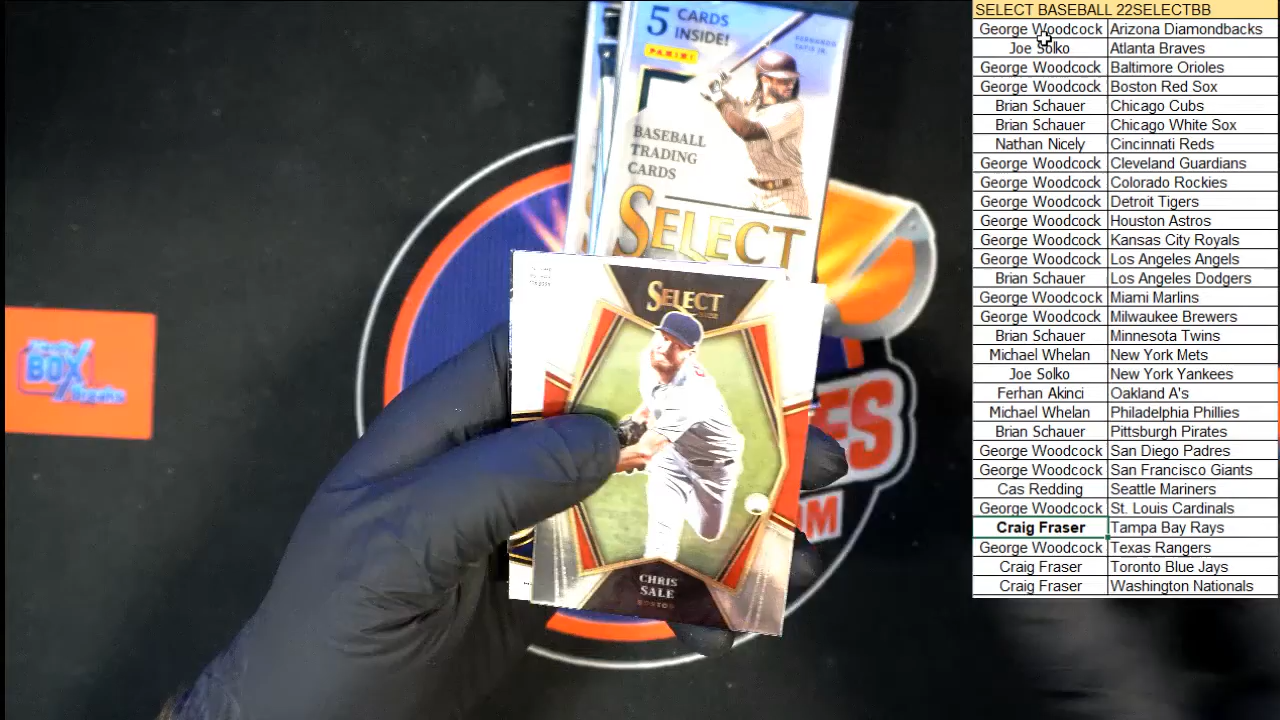 5 CARDS
INSIDE!
PANINI
FERNANDO
TATIS JR.
BASEBALL
TRADING
CARDS
SELECT
SELECT
CHRIS
SALE
BOSTON
BOX
Breaks
ES
M
SELECT BASEBALL 22SELECTBB
George Woodcock Arizona Diamondbacks
Joe Solko Atlanta Braves
George Woodcock Baltimore Orioles
George Woodcock Boston Red Sox
Brian Schauer Chicago Cubs
Brian Schauer Chicago White Sox
Nathan Nicely Cincinnati Reds
George Woodcock Cleveland Guardians
George Woodcock Colorado Rockies
George Woodcock Detroit Tigers
George Woodcock Houston Astros
George Woodcock Kansas City Royals
George Woodcock Los Angeles Angels
Brian Schauer Los Angeles Dodgers
George Woodcock Miami Marlins
George Woodcock Milwaukee Brewers
Brian Schauer Minnesota Twins
Michael Whelan New York Mets
Joe Solko New York Yankees
Ferhan Akinci Oakland A's
Michael Whelan Philadelphia Phillies
Brian Schauer Pittsburgh Pirates
George Woodcock San Diego Padres
George Woodcock San Francisco Giants
Cas Redding Seattle Mariners
George Woodcock St. Louis Cardinals
Craig Fraser Tampa Bay Rays
George Woodcock Texas Rangers
Craig Fraser Toronto Blue Jays
Craig Fraser Washington Nationals